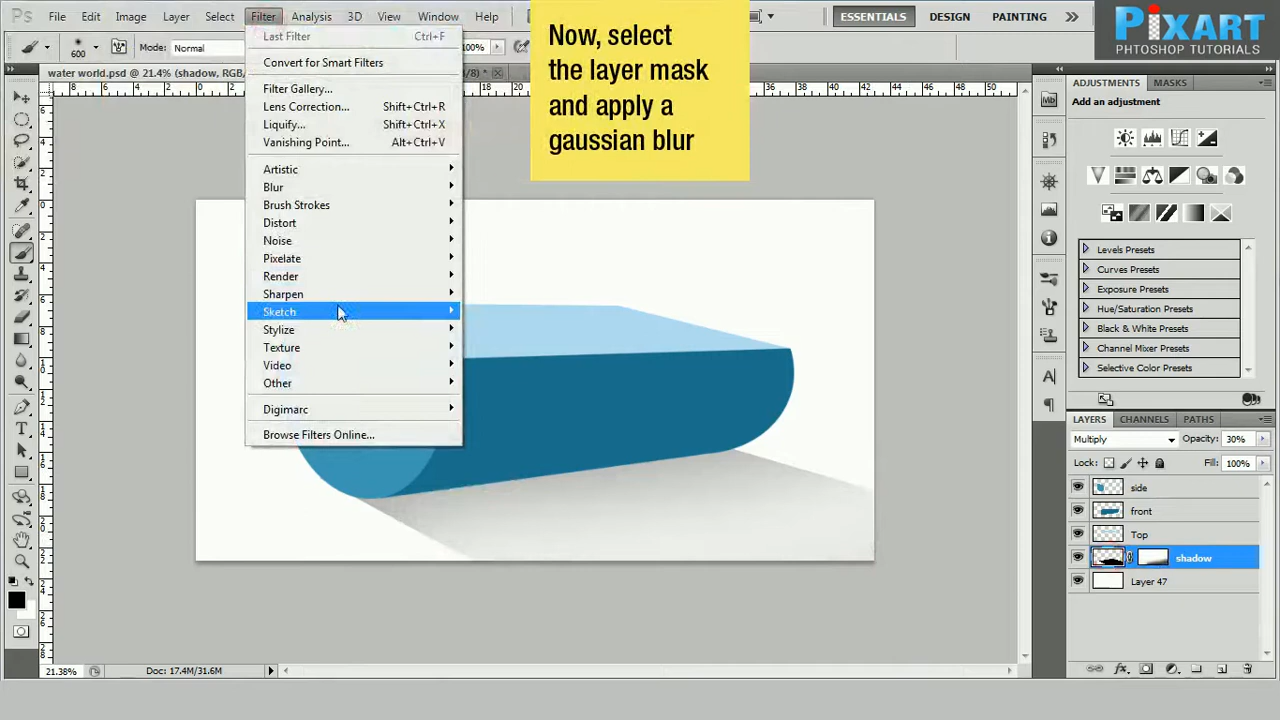 Ps File Edit Image Layer Select Filter Analysis 3D View Window Help ESSENTIALS DESIGN PAINTING
PiXART
PHTOSHOP TUTORIALS
600 Mode: Normal 100%
water world.psd @ 21.4% (shadow, RGB/ /8) *
Last Filter Ctrl+F
Convert for Smart Filters
Filter Gallery...
Lens Correction... Shift+Ctrl+R
Liquify... Shift+Ctrl+X
Vanishing Point... Alt+Ctrl+V
Artistic
Blur
Brush Strokes
Distort
Noise
Pixelate
Render
Sharpen
Sketch
Stylize
Texture
Video
Other
Digimarc
Browse Filters Online...
Now, select
the layer mask
and apply a
gaussian blur
ADJUSTMENTS MASKS
Add an adjustment
Levels Presets
Curves Presets
Exposure Presets
Hue/Saturation Presets
Black & White Presets
Channel Mixer Presets
Selective Color Presets
LAYERS CHANNELS PATHS
Multiply Opacity: 30%
Lock: Fill: 100%
side
front
Top
shadow
Layer 47
21.38% Doc: 17.4M/31.6M